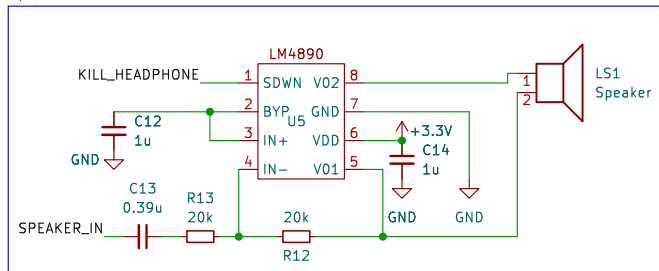 LM4890
KILL_HEADPHONE 1 SDWN VO2 8
LS1
Speaker
1
2
2 BYP GND 7
U5
C12
1u
GND
3 IN+ VDD 6
+3.3V
C14
1u
4 IN- VO1 5
GND
GND
C13
0.39u
R13
20k
20k
R12
SPEAKER_IN